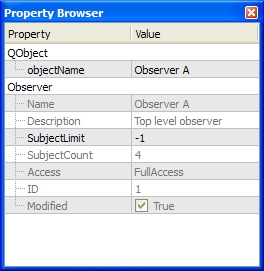 Property Browser
Property Value
QObject
objectName Observer A
Observer
Name Observer A
Description Top level observer
SubjectLimit -1
SubjectCount 4
Access FullAccess
ID 1
Modified True